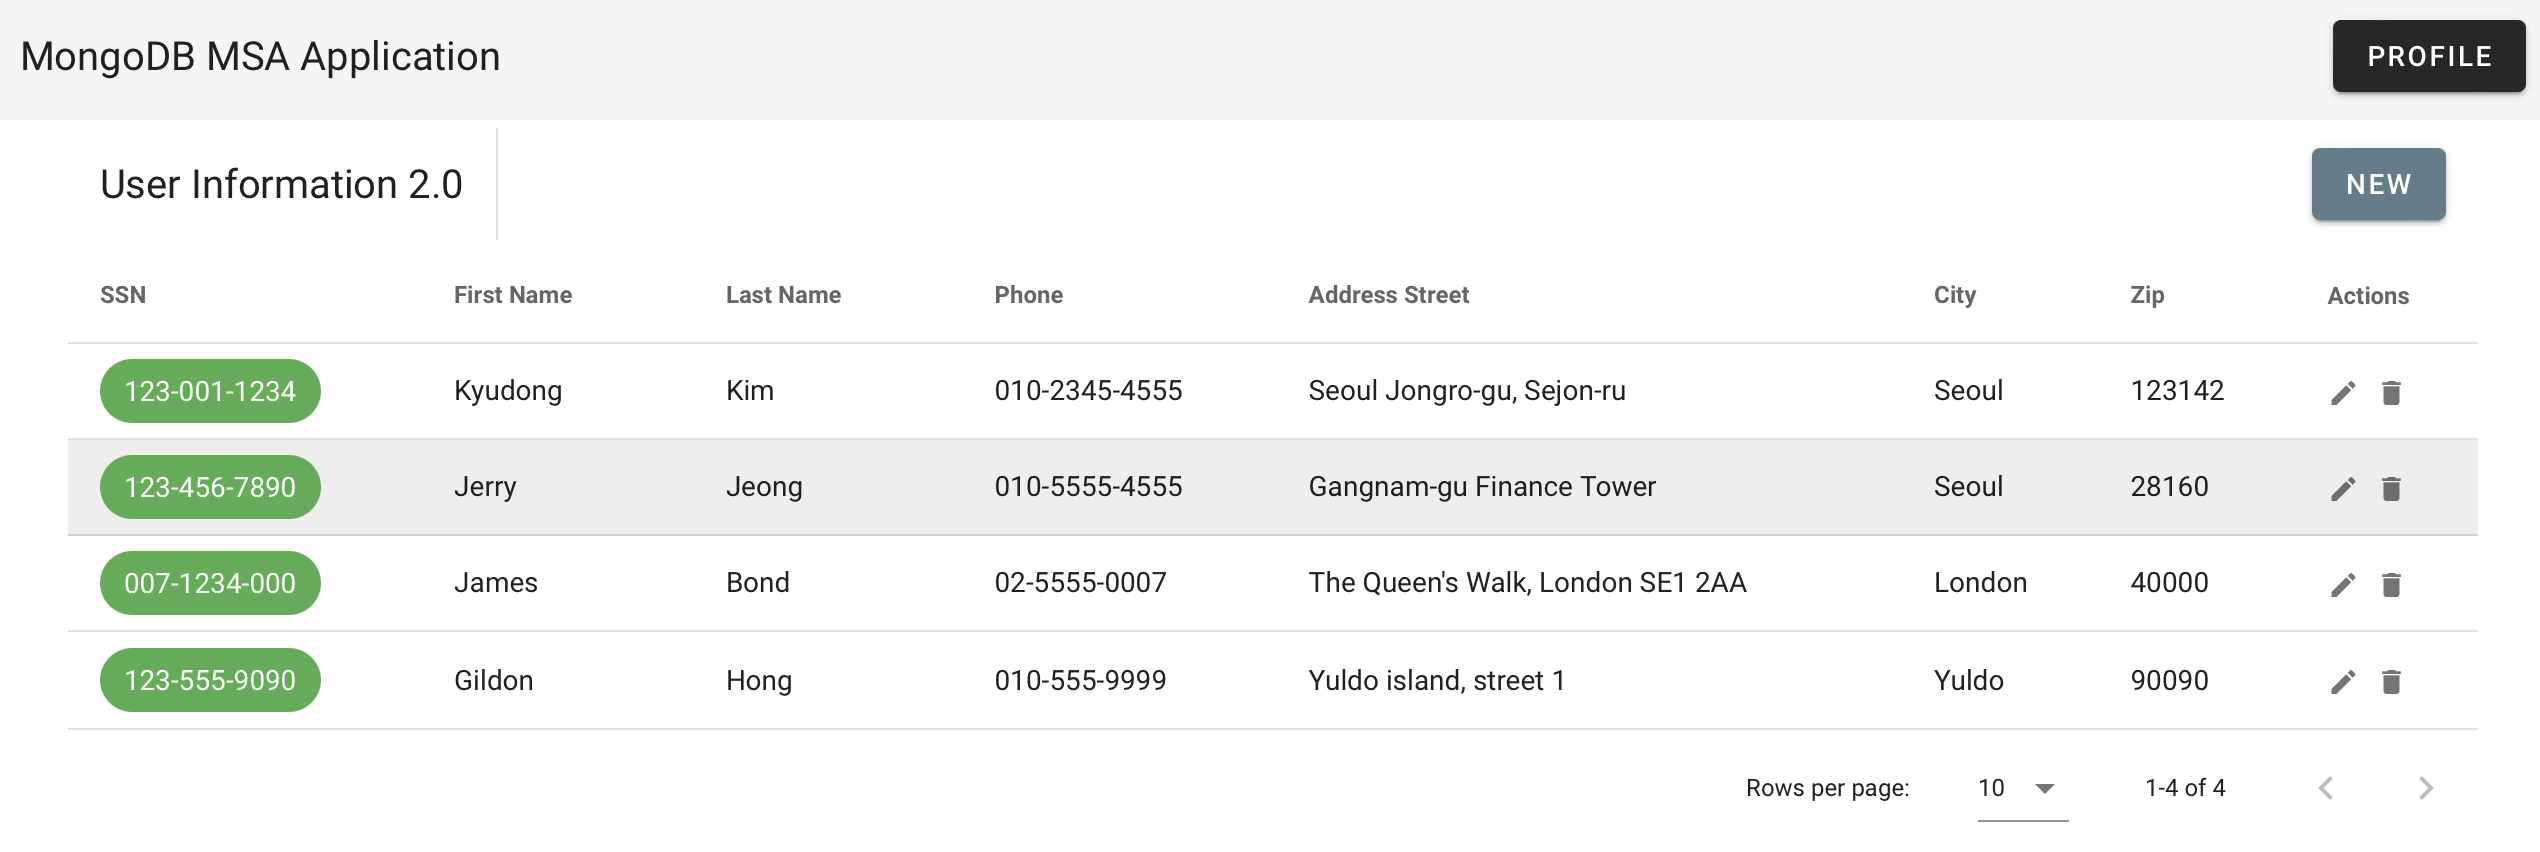 MongoDB MSA Application PROFILE
User Information 2.0 NEW
SSN First Name Last Name Phone Address Street City Zip Actions
123-001-1234 Kyudong Kim 010-2345-4555 Seoul Jongro-gu, Sejon-ru Seoul 123142
123-456-7890 Jerry Jeong 010-5555-4555 Gangnam-gu Finance Tower Seoul 28160
007-1234-000 James Bond 02-5555-0007 The Queen's Walk, London SE1 2AA London 40000
123-555-9090 Gildon Hong 010-555-9999 Yuldo island, street 1 Yuldo 90090
Rows per page: 10 1-4 of 4